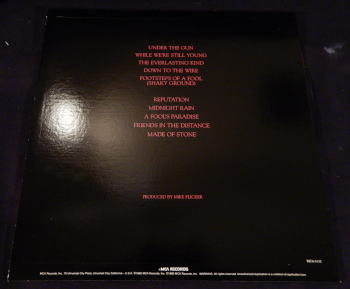 UNDER THE GUN
WHILE WE'RE STILL YOUNG
THE EVERLASTING KIND
DOWN TO THE WIRE
FOOTSTEPS OF A FOOL
(SHAKY GROUND)
REPUTATION
MIDNIGHT RAIN
A FOOL'S PARADISE
FRIENDS IN THE DISTANCE
MADE OF STONE
PRODUCED BY MIKE FLICKER
MCA RECORDS